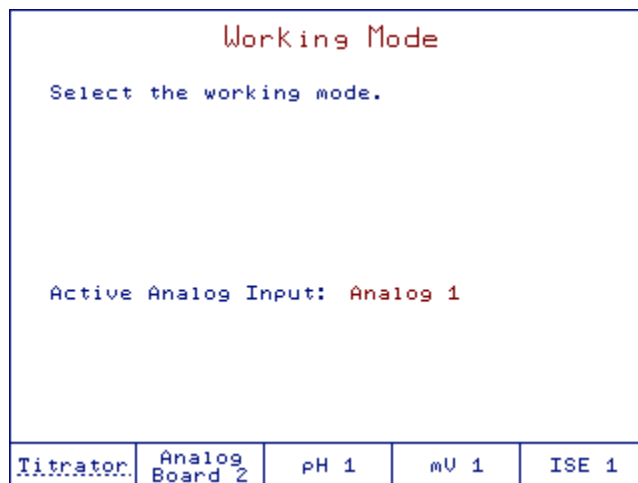 Working Mode
Select the working mode.
Active Analog Input: Analog 1
Titrator
Analog
Board 2
pH 1
mV 1
ISE 1